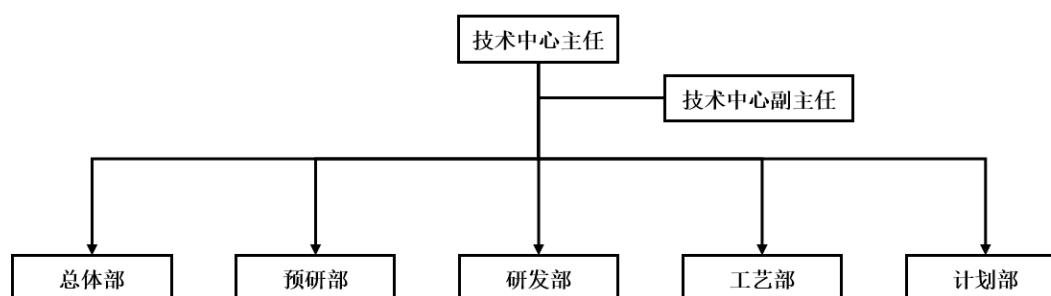 技术中心主任
技术中心副主任
总体部
预研部
研发部
工艺部
计划部